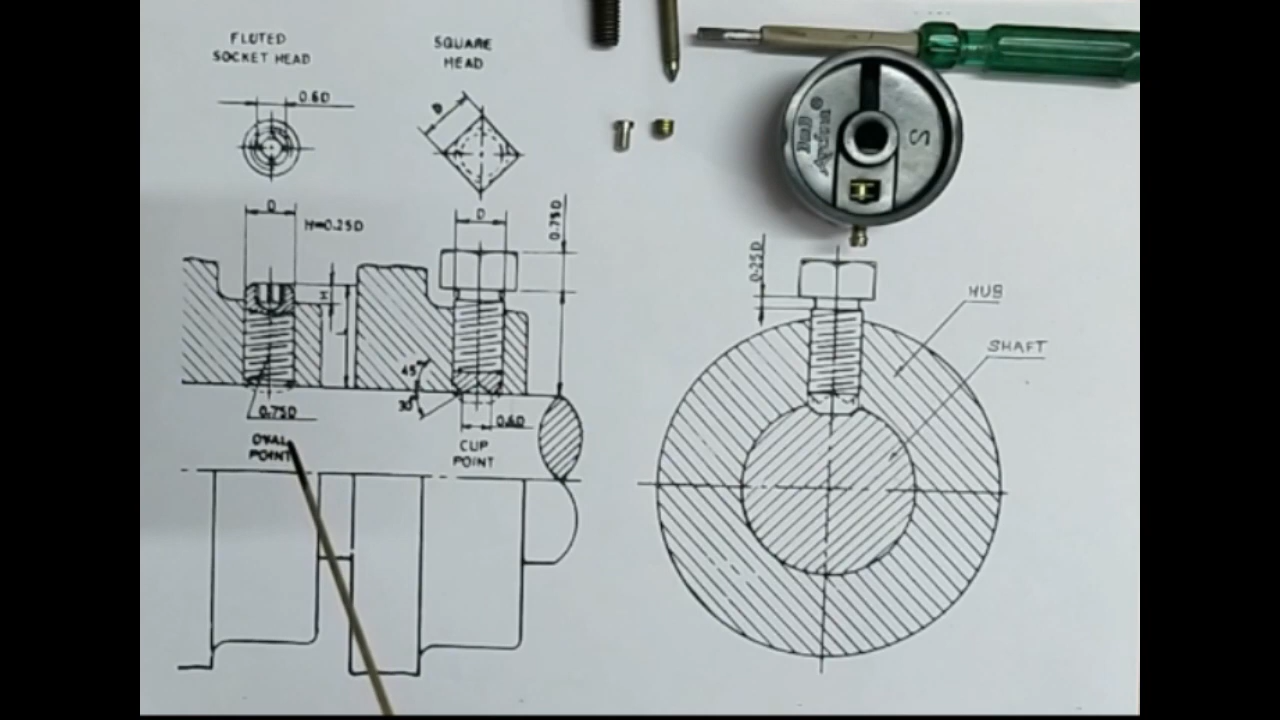 FLUTED
SOCKET HEAD
SQUARE
HEAD
0.6D
D
S
D
H=0.25D
D
0.75D
0.25D
HUB
H
L
SHAFT
45°
30°
0.75D
0.6D
OVAL
POINT
CUP
POINT